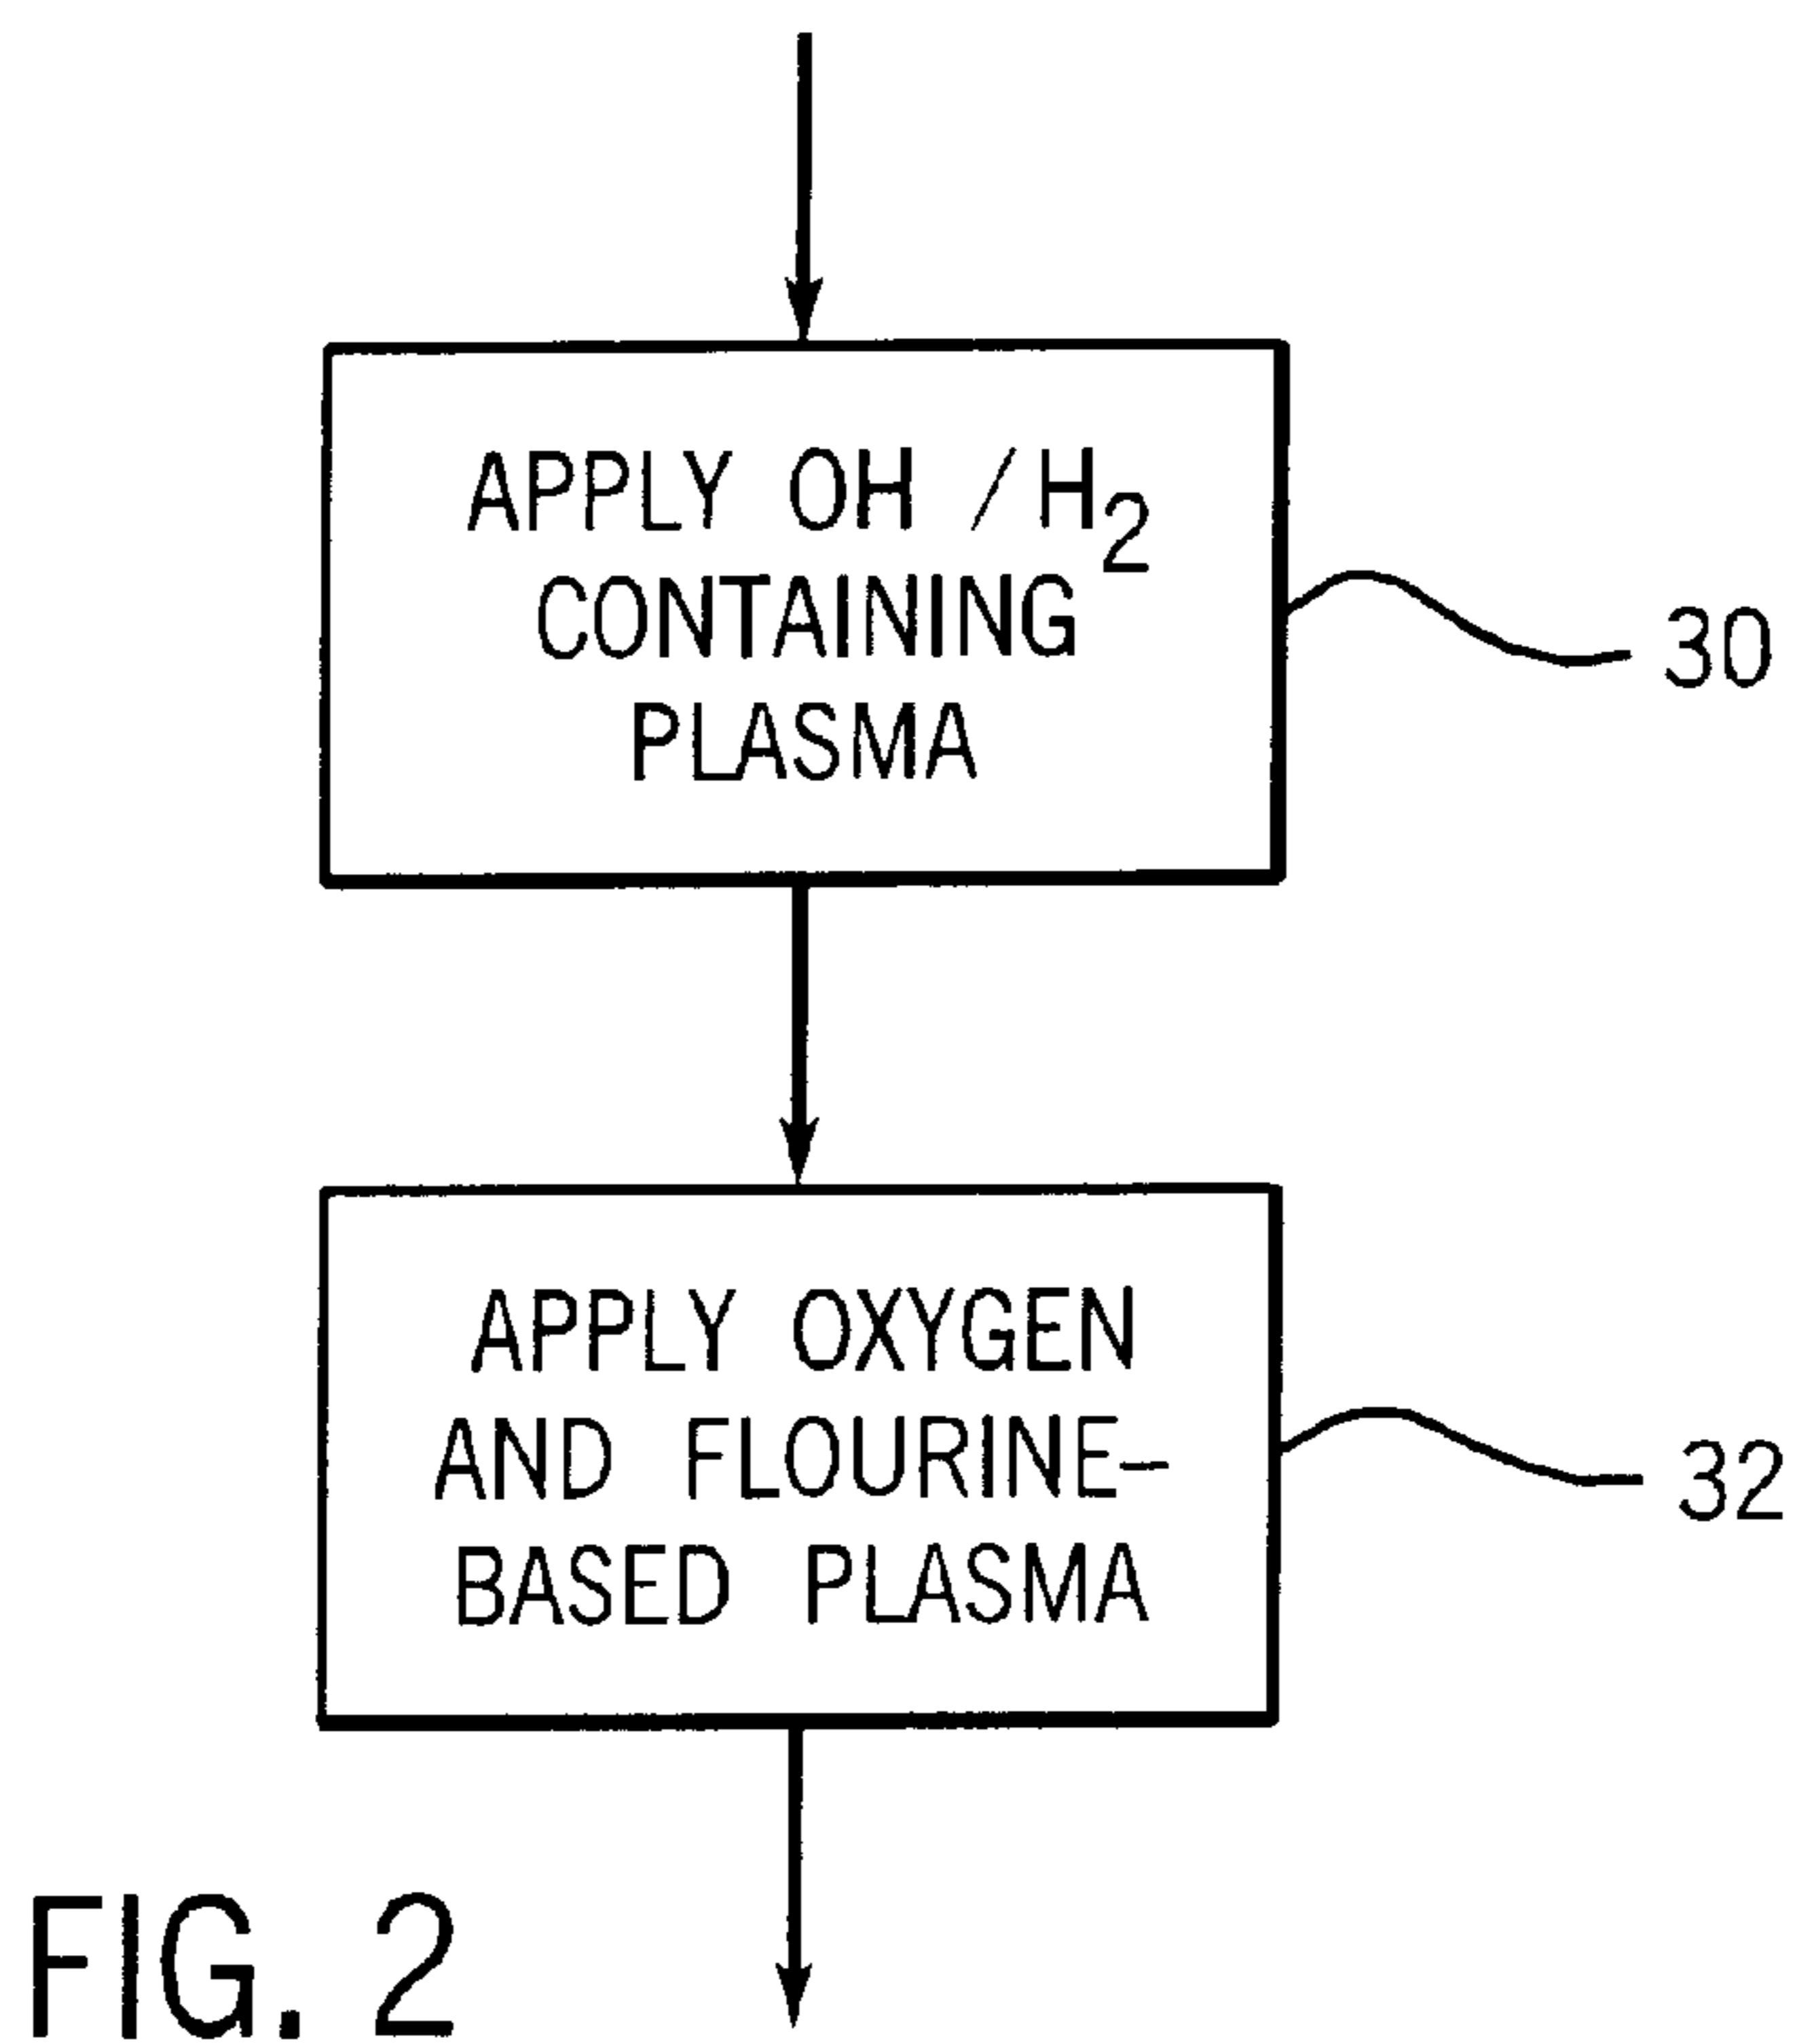 APPLY OH /H₂
CONTAINING
PLASMA
30
APPLY OXYGEN
AND FLOURINE-
BASED PLASMA
32
FIG. 2